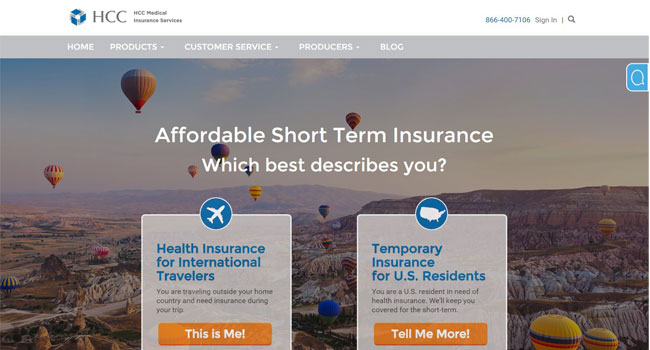 HCC
HCC Medical
Insurance Services
866-400-7106 Sign In |
HOME PRODUCTS CUSTOMER SERVICE PRODUCERS BLOG
Affordable Short Term Insurance
Which best describes you?
Health Insurance
for International
Travelers
You are traveling outside your home
country and need insurance during
your trip.
This is Me!
Temporary
Insurance
for U.S. Residents
You are a U.S. resident in need of
health insurance. We'll keep you
covered for the short-term.
Tell Me More!